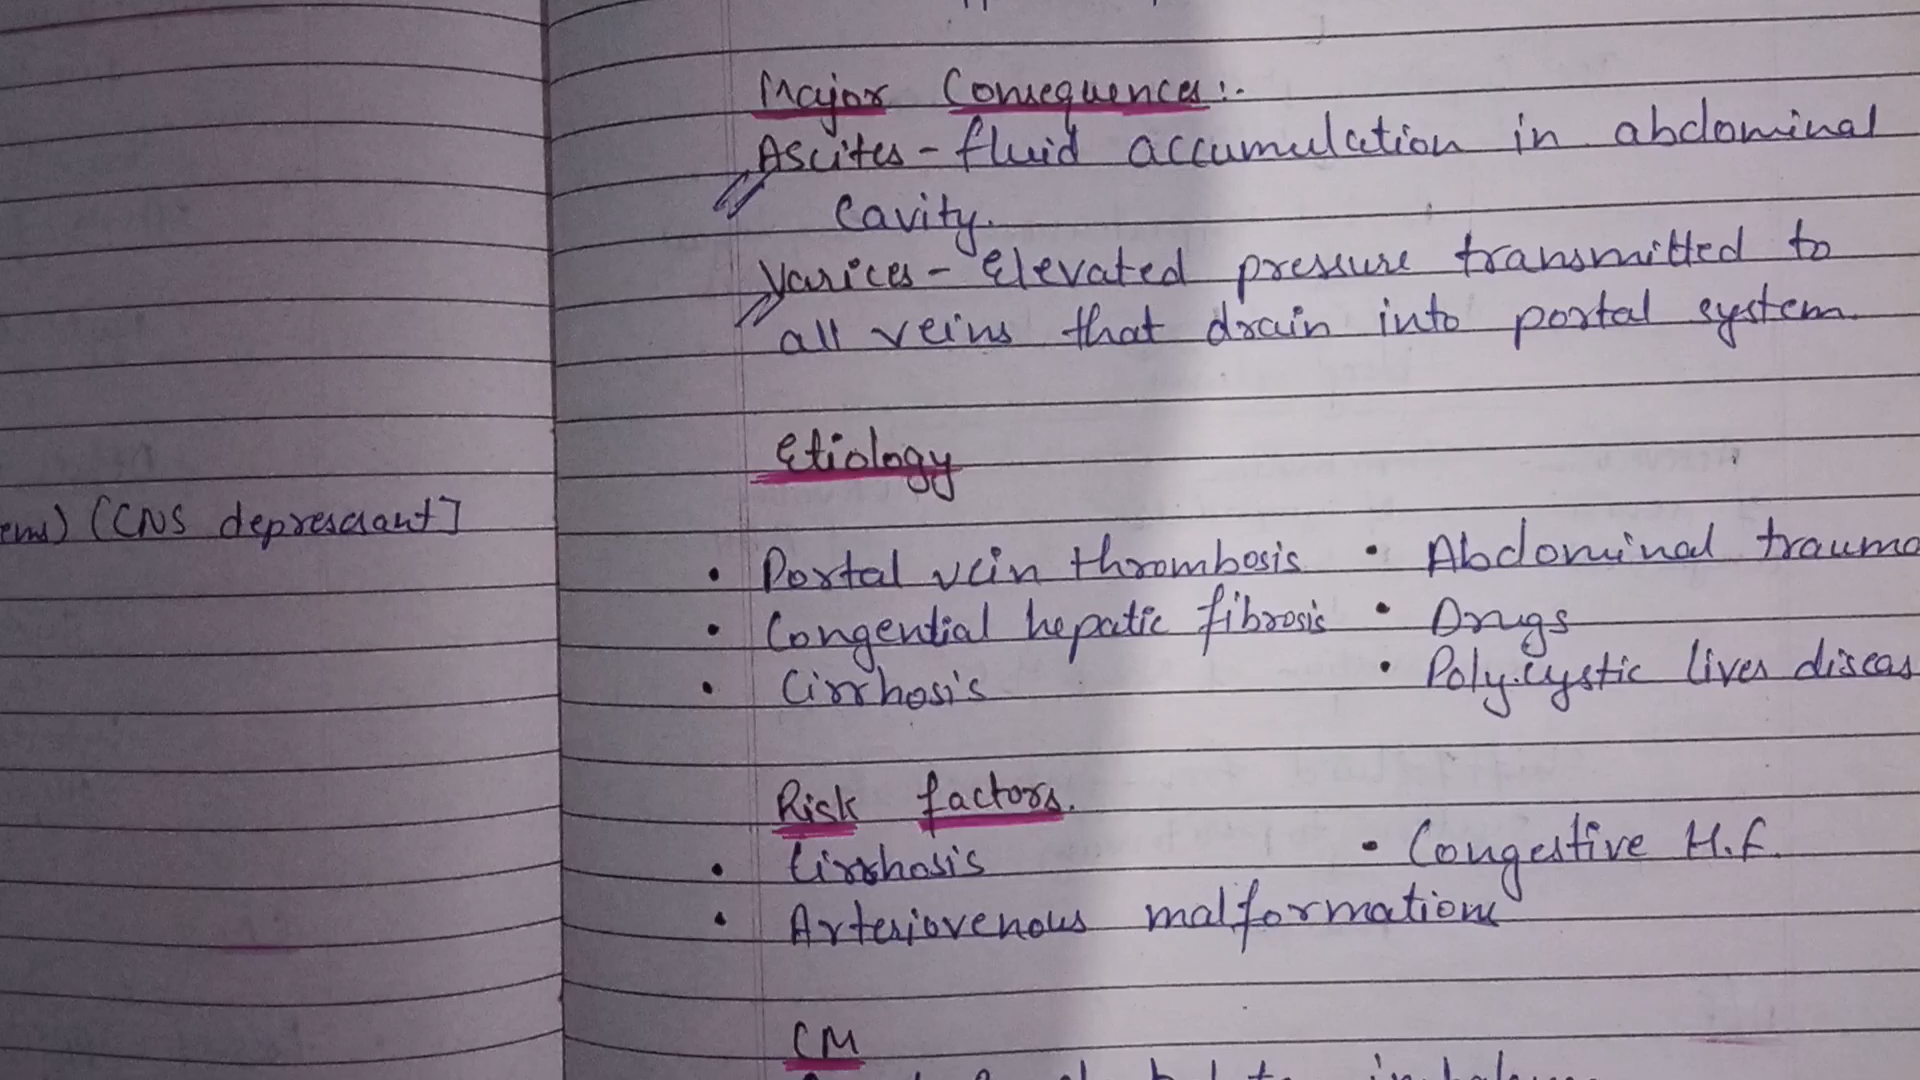 Major Consequences:-
Ascites - fluid accumulation in abdominal
cavity.
Varices - Elevated pressure transmitted to
all veins that drain into portal system.
Etiology
(CNS depressant]
• Portal vein thrombosis • Abdominal trauma
• Congential hepatic fibrosis • Drugs
• Cirrhosis • Polycystic liver diseas
Risk factors.
• Cirrhosis • Congestive H.F.
• Arteriovenous malformations
CM